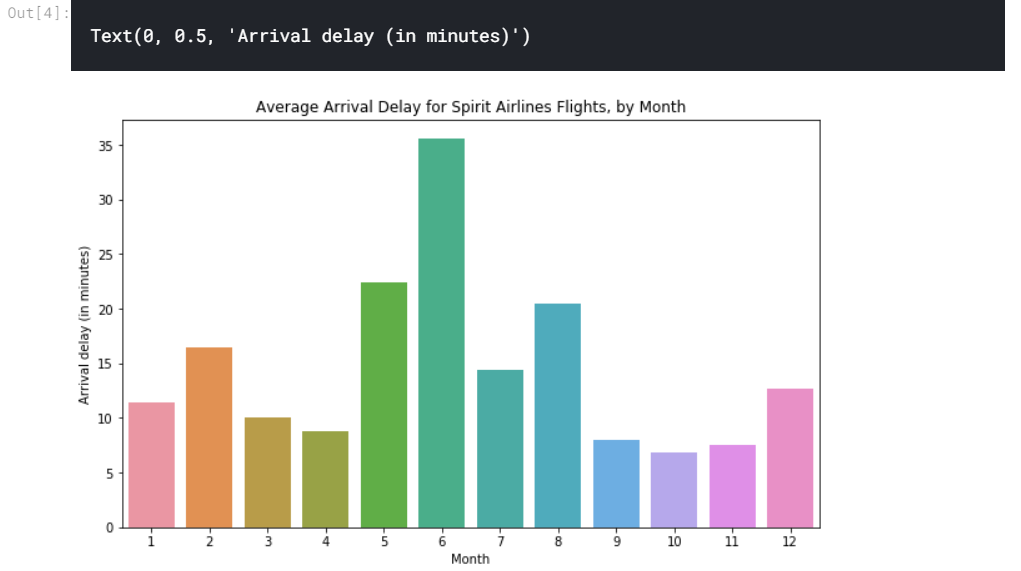 Out[4]:
Text(0, 0.5, 'Arrival delay (in minutes)')
Average Arrival Delay for Spirit Airlines Flights, by Month
Arrival delay (in minutes)
35
30
25
20
15
10
5
0
1 2 3 4 5 6 7 8 9 10 11 12
Month